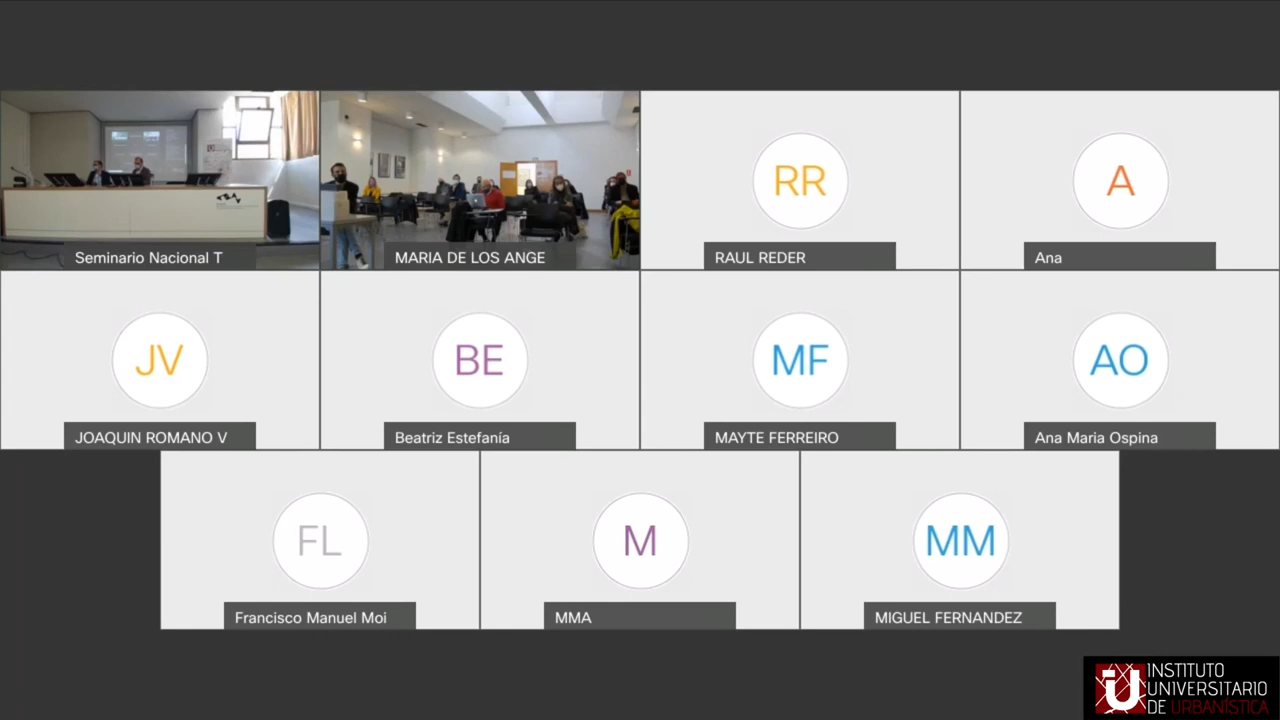 Seminario Nacional T
MARIA DE LOS ANGE
RR
RAUL REDER
A
Ana
JV
JOAQUIN ROMANO V
BE
Beatriz Estefanía
MF
MAYTE FERREIRO
AO
Ana Maria Ospina
FL
Francisco Manuel Moi
M
MMA
MM
MIGUEL FERNANDEZ
iU
INSTITUTO
UNIVERSITARIO
DE URBANÍSTICA